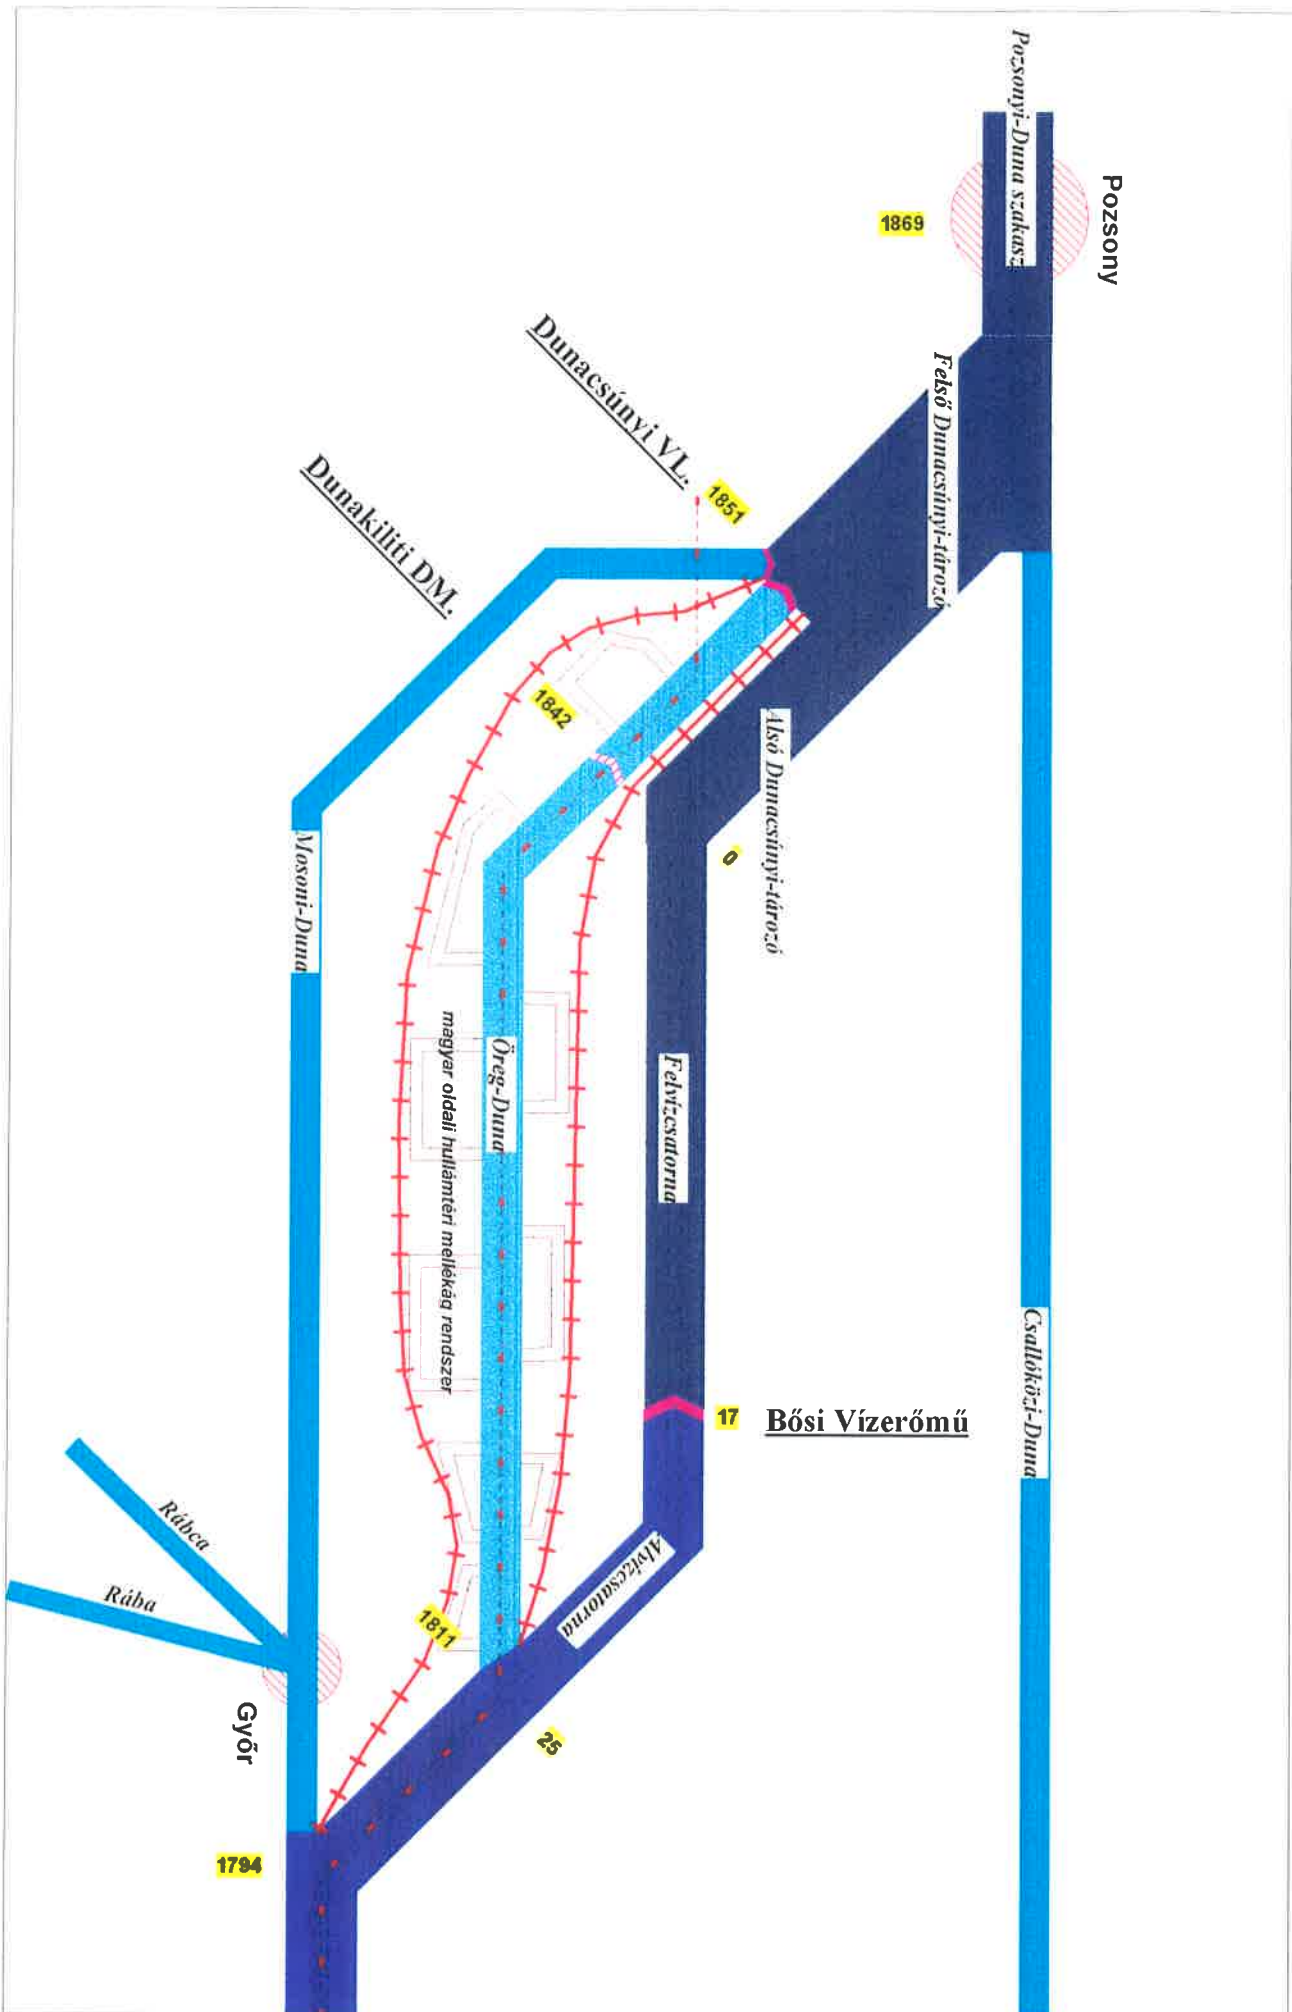 Pozsonyi-Duna szakasz
Pozsony
1869
Felső Dunacsúnyi-tározó
Dunacsúnyi VL.
1851
Dunakiliti DM.
1842
Alsó Dunacsúnyi-tározó
0
Mosoni-Duna
magyar oldali hullámtéri mellékág rendszer
Öreg-Duna
Felvízcsatorna
Csallóközi-Duna
17
Bősi Vízerőmű
Rábca
Rába
Alvízcsatorna
1811
Győr
25
1794